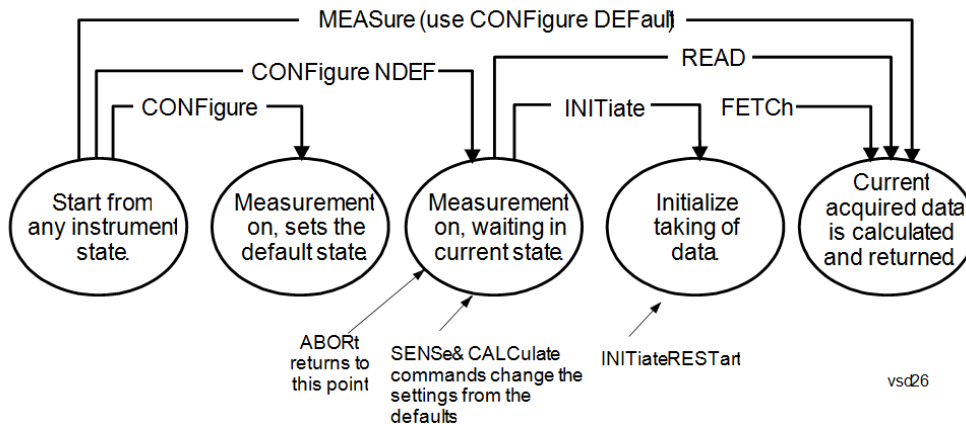 MEASure (use CONFigure DEFault)
READ
CONFigure NDEF
CONFigure
INITiate
FETCh
Start from
any instrument
state.
Measurement
on, sets the
default state.
Measurement
on, waiting in
current state.
Initialize
taking of
data.
Current
acquired data
is calculated
and returned.
ABORt
returns to
this point
SENSe& CALCulate
commands change the
settings from the
defaults
INITiateRESTart
vsd26